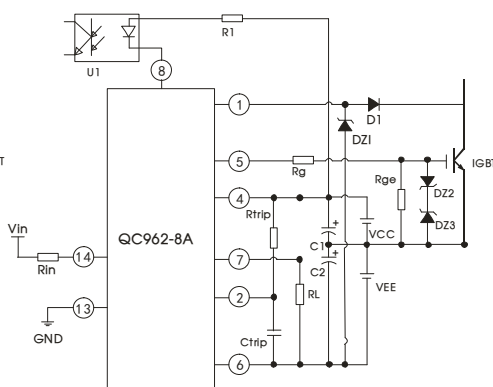 R1
U1
8
1
D1
DZ1
5
Rg
IGBT
T
Rge
DZ2
4
Rtrip
DZ3
Vin
QC962-8A
+
C1
VCC
14
Rin
7
+
C2
RL
VEE
2
13
GND
Ctrip
6